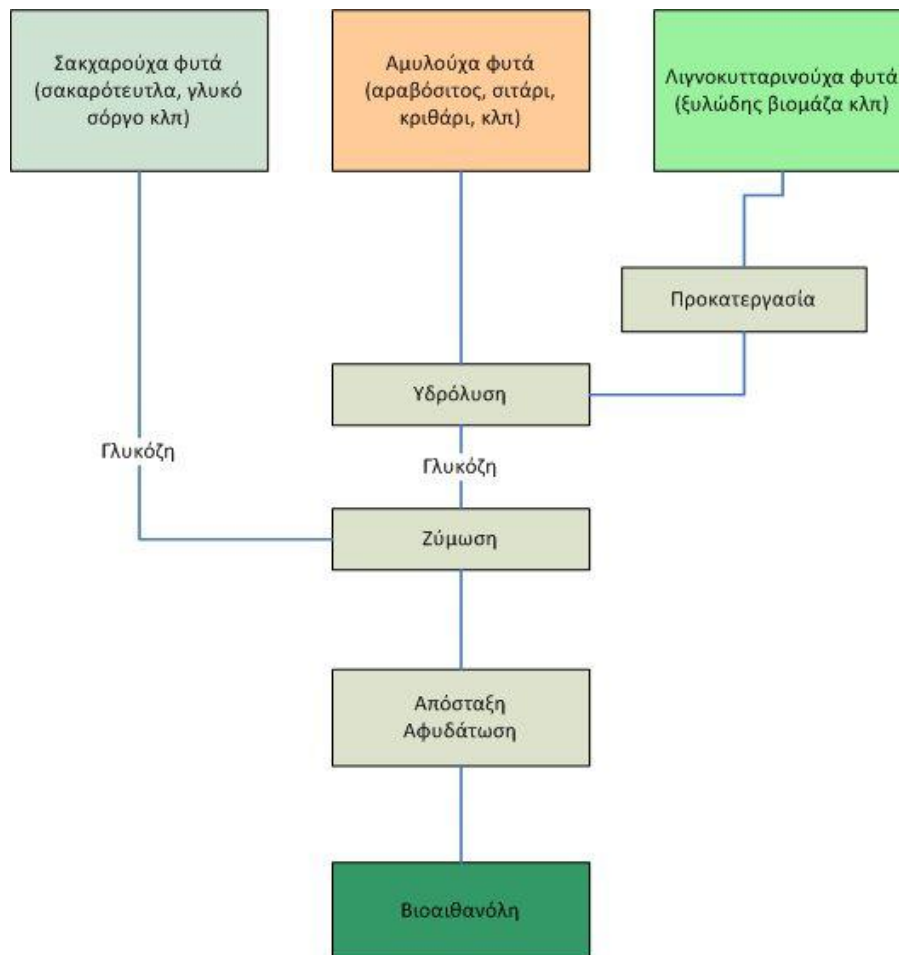 Σακχαρούχα φυτά
(σακαρότευτλα, γλυκό
σόργο κλπ)
Αμυλούχα φυτά
(αραβόσιτος, σιτάρι,
κριθάρι, κλπ)
Λιγνοκυτταρινούχα φυτά
(ξυλώδης βιομάζα κλπ)
Προκατεργασία
Υδρόλυση
Γλυκόζη
Γλυκόζη
Ζύμωση
Απόσταξη
Αφυδάτωση
Βιοαιθανόλη